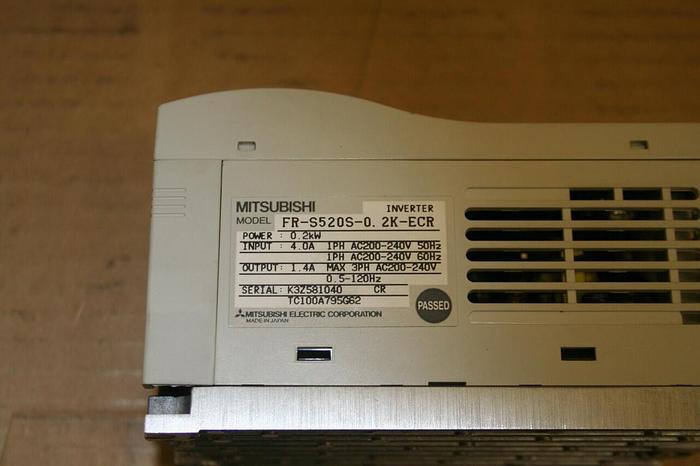 MITSUBISHI INVERTER
MODEL FR-S520S-0.2K-ECR
POWER : 0.2kW
INPUT : 4.0A 1PH AC200-240V 50Hz
1PH AC200-240V 60Hz
OUTPUT : 1.4A MAX 3PH AC200-240V
0.5-120Hz
SERIAL: K3Z581040 CR
TC100A795G62
PASSED
MITSUBISHI ELECTRIC CORPORATION
MADE IN JAPAN